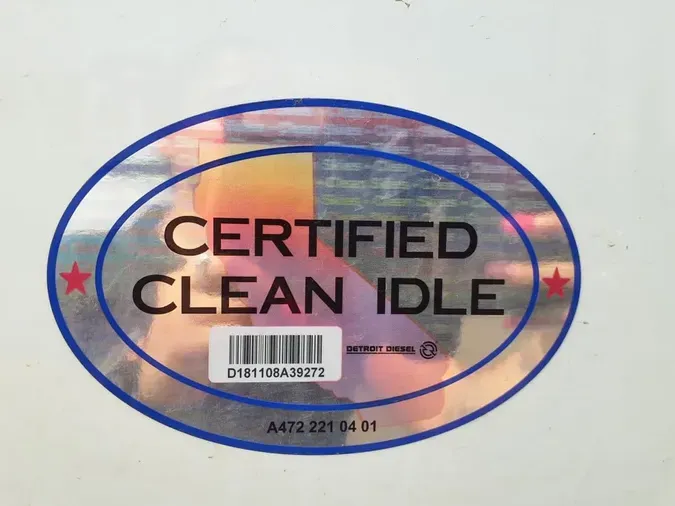 CERTIFIED
CLEAN IDLE
DETROIT DIESEL
D181108A39272
A472 221 04 01